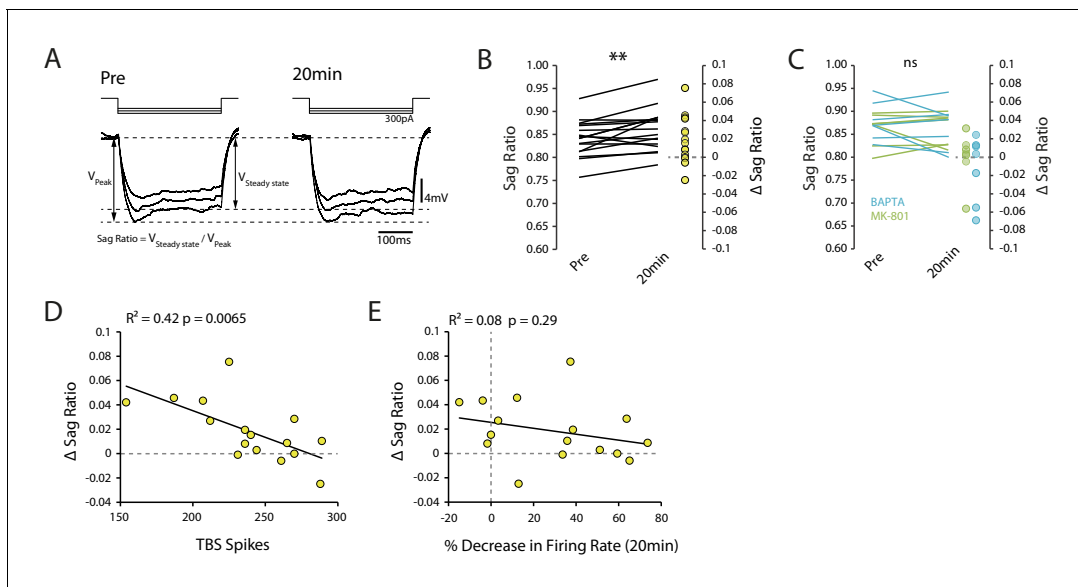 A
Pre
20min
300pA
V Peak
V Steady state
4mV
100ms
Sag Ratio = V Steady state / V Peak
B
**
1.00
0.95
0.90
0.85
0.80
0.75
0.70
0.65
0.60
Sag Ratio
Pre
20min
0.1
0.08
0.06
0.04
0.02
0
-0.02
-0.04
-0.06
-0.08
-0.1
Δ Sag Ratio
C
ns
1.00
0.95
0.90
0.85
0.80
0.75
0.70
0.65
0.60
Sag Ratio
BAPTA
MK-801
Pre
20min
0.1
0.08
0.06
0.04
0.02
0
-0.02
-0.04
-0.06
-0.08
-0.1
Δ Sag Ratio
D
R² = 0.42 p = 0.0065
0.1
0.08
0.06
0.04
0.02
0
-0.02
-0.04
Δ Sag Ratio
150 200 250 300
TBS Spikes
E
R² = 0.08 p = 0.29
0.1
0.08
0.06
0.04
0.02
0
-0.02
-0.04
Δ Sag Ratio
-20 0 20 40 60 80
% Decrease in Firing Rate (20min)